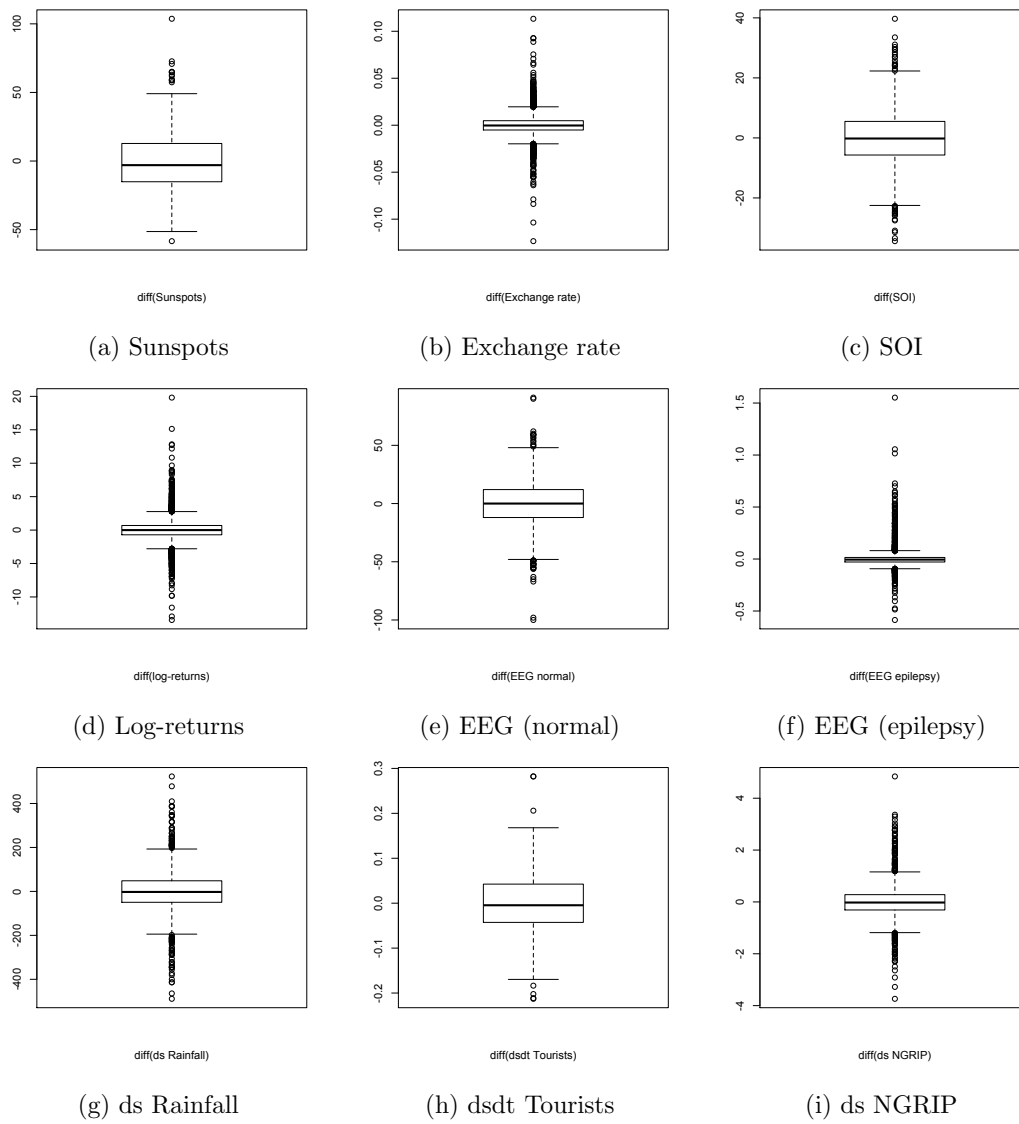 100
50
0
-50
diff(Sunspots)
(a) Sunspots
0.10
0.05
0.00
-0.05
-0.10
diff(Exchange rate)
(b) Exchange rate
40
20
0
-20
diff(SOI)
(c) SOI
20
15
10
5
0
-5
-10
diff(log-returns)
(d) Log-returns
50
0
-50
-100
diff(EEG normal)
(e) EEG (normal)
1.5
1.0
0.5
0.0
-0.5
diff(EEG epilepsy)
(f) EEG (epilepsy)
400
200
0
200
400
diff(ds Rainfall)
(g) ds Rainfall
0.3
0.2
0.1
0.0
-0.1
-0.2
diff(dsdt Tourists)
(h) dsdt Tourists
4
2
0
-2
-4
diff(ds NGRIP)
(i) ds NGRIP